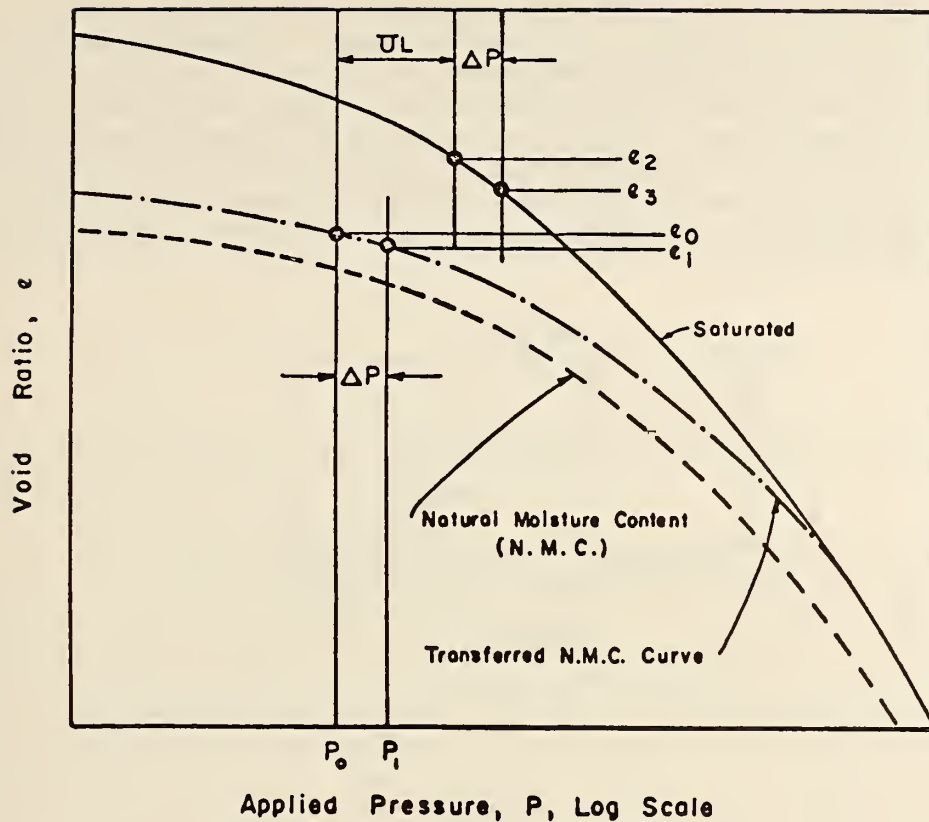 ŪL
ΔP
e2
e3
e0
e1
Saturated
ΔP
Natural Moisture Content
(N. M. C.)
Transferred N.M.C. Curve
Void Ratio, e
P0 P1
Applied Pressure, P, Log Scale